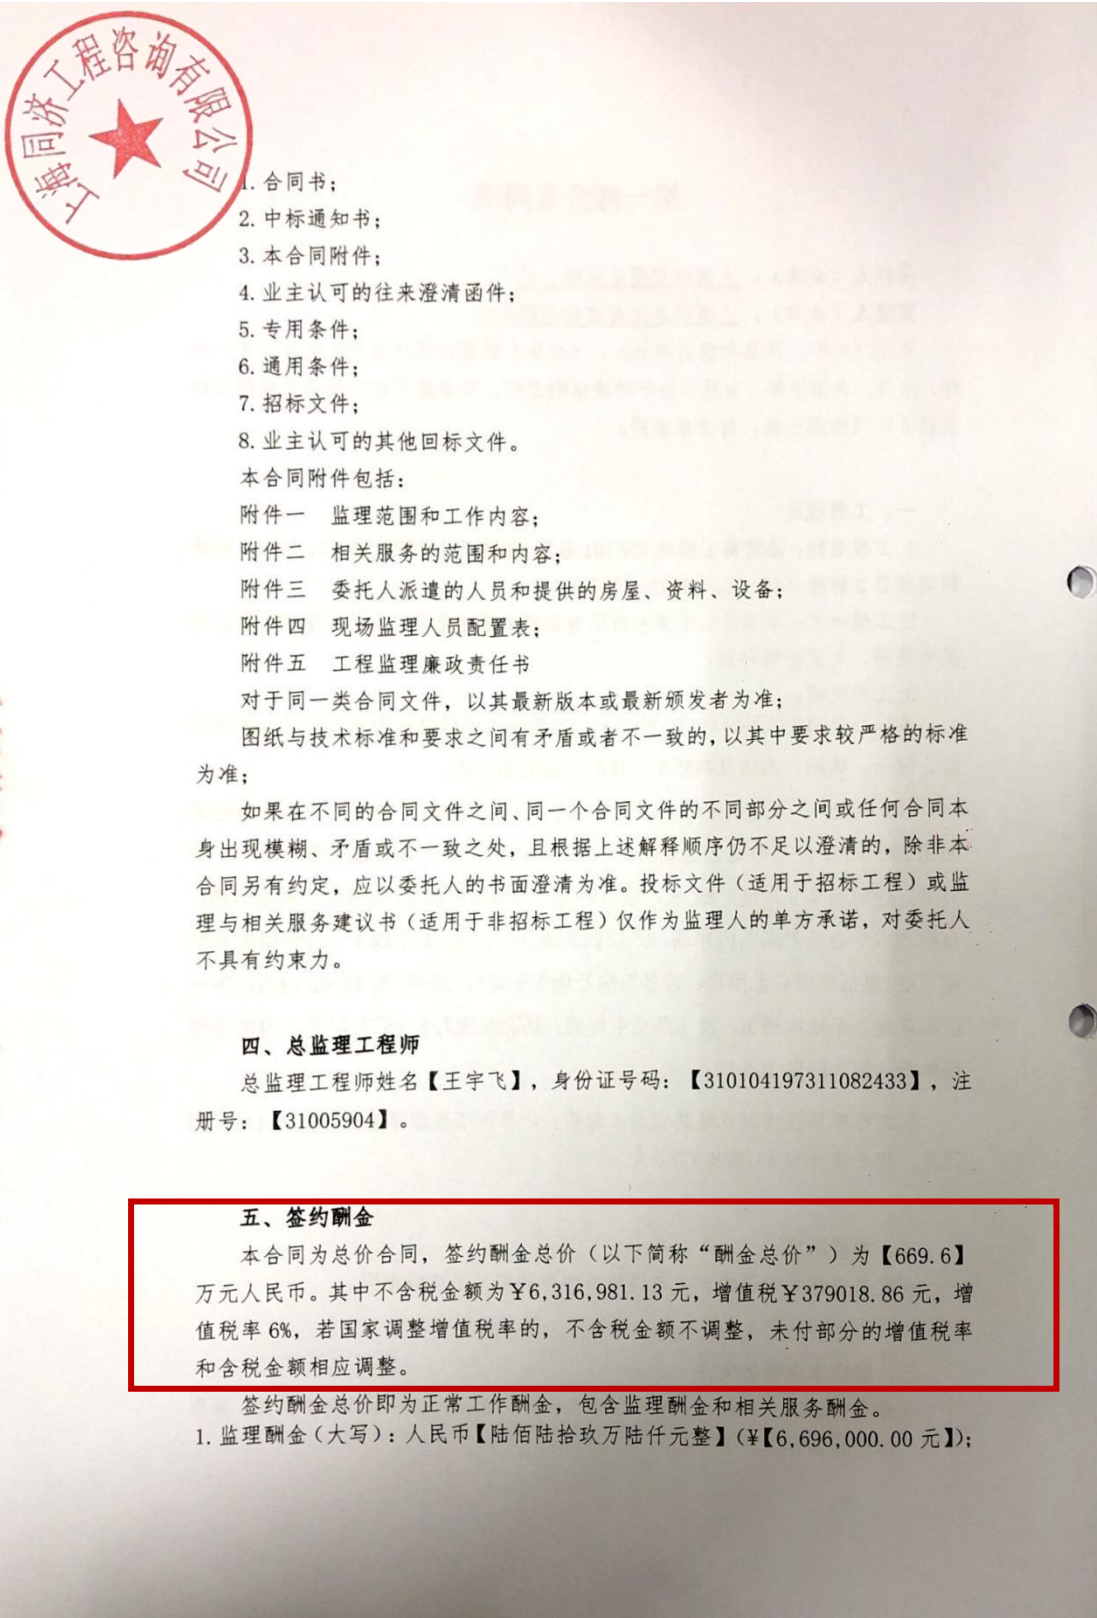 上海同济工程咨询有限公司
1.合同书；
2.中标通知书；
3.本合同附件；
4.业主认可的往来澄清函件；
5.专用条件；
6.通用条件；
7.招标文件；
8.业主认可的其他回标文件。
本合同附件包括：
附件一 监理范围和工作内容；
附件二 相关服务的范围和内容；
附件三 委托人派遣的人员和提供的房屋、资料、设备；
附件四 现场监理人员配置表；
附件五 工程监理廉政责任书
对于同一类合同文件，以其最新版本或最新颁发者为准；
图纸与技术标准和要求之间有矛盾或者不一致的，以其中要求较严格的标准
为准；
如果在不同的合同文件之间、同一个合同文件的不同部分之间或任何合同本
身出现模糊、矛盾或不一致之处，且根据上述解释顺序仍不足以澄清的，除非本
合同另有约定，应以委托人的书面澄清为准。投标文件（适用于招标工程）或监
理与相关服务建议书（适用于非招标工程）仅作为监理人的单方承诺，对委托人
不具有约束力。
四、总监理工程师
总监理工程师姓名【王宇飞】，身份证号码：【310104197311082433】，注
册号：【31005904】。
五、签约酬金
本合同为总价合同，签约酬金总价（以下简称“酬金总价”）为【669.6】
万元人民币。其中不含税金额为￥6,316,981.13 元，增值税￥379018.86 元，增
值税率 6%，若国家调整增值税率的，不含税金额不调整，未付部分的增值税率
和含税金额相应调整。
签约酬金总价即为正常工作酬金，包含监理酬金和相关服务酬金。
1.监理酬金（大写）：人民币【陆佰陆拾玖万陆仟元整】（¥【6,696,000.00 元】）；